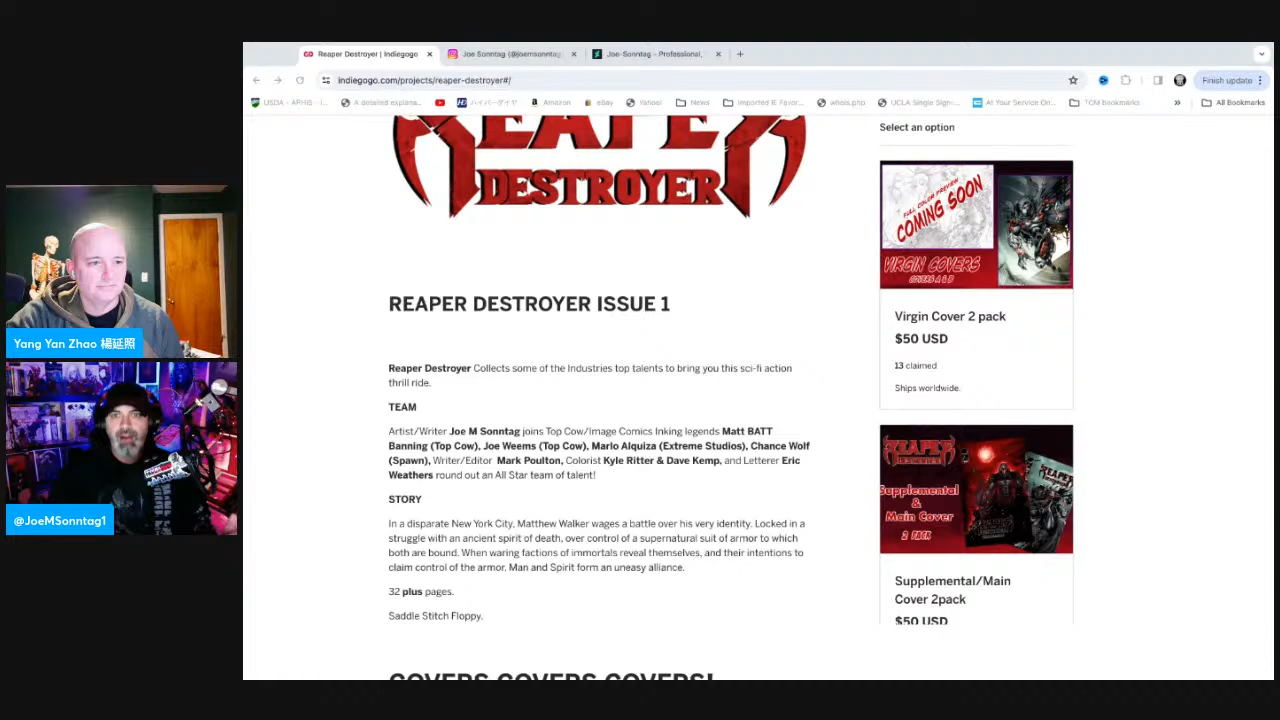 Reaper Destroyer | Indiegogo
Joe Sonntag (@joemsonntag
Joe-Sonntag - Professional,
indiegogo.com/projects/reaper-destroyer#/
Finish update
USDA - APHIS - I...
A detailed explana...
ハイパーダイヤ
Amazon
eBay
Yahoo!
News
Imported IE Favor...
whois.php
UCLA Single Sign-...
At Your Service On...
TCM bookmarks
»
All Bookmarks
REAPER
DESTROYER
REAPER DESTROYER ISSUE 1
Reaper Destroyer Collects some of the Industries top talents to bring you this sci-fi action
thrill ride.
TEAM
Artist/Writer Joe M Sonntag joins Top Cow/Image Comics Inking legends Matt BATT
Banning (Top Cow), Joe Weems (Top Cow), Marlo Alquiza (Extreme Studios), Chance Wolf
(Spawn), Writer/Editor Mark Poulton, Colorist Kyle Ritter & Dave Kemp, and Letterer Eric
Weathers round out an All Star team of talent!
STORY
In a disparate New York City, Matthew Walker wages a battle over his very identity. Locked in a
struggle with an ancient spirit of death, over control of a supernatural suit of armor to which
both are bound. When waring factions of immortals reveal themselves, and their intentions to
claim control of the armor, Man and Spirit form an uneasy alliance.
32 plus pages.
Saddle Stitch Floppy.
COVERS COVERS COVERS!
Select an option
FULL COLOR PREVIEW
COMING SOON
VIRGIN COVERS
COVERS A & B
Virgin Cover 2 pack
$50 USD
13 claimed
Ships worldwide.
REAPER
DESTROYER
Supplemental
&
Main Cover
2 PACK
REAPER
Supplemental/Main
Cover 2pack
$50 USD
Yang Yan Zhao 楊延照
@JoeMSonntag1